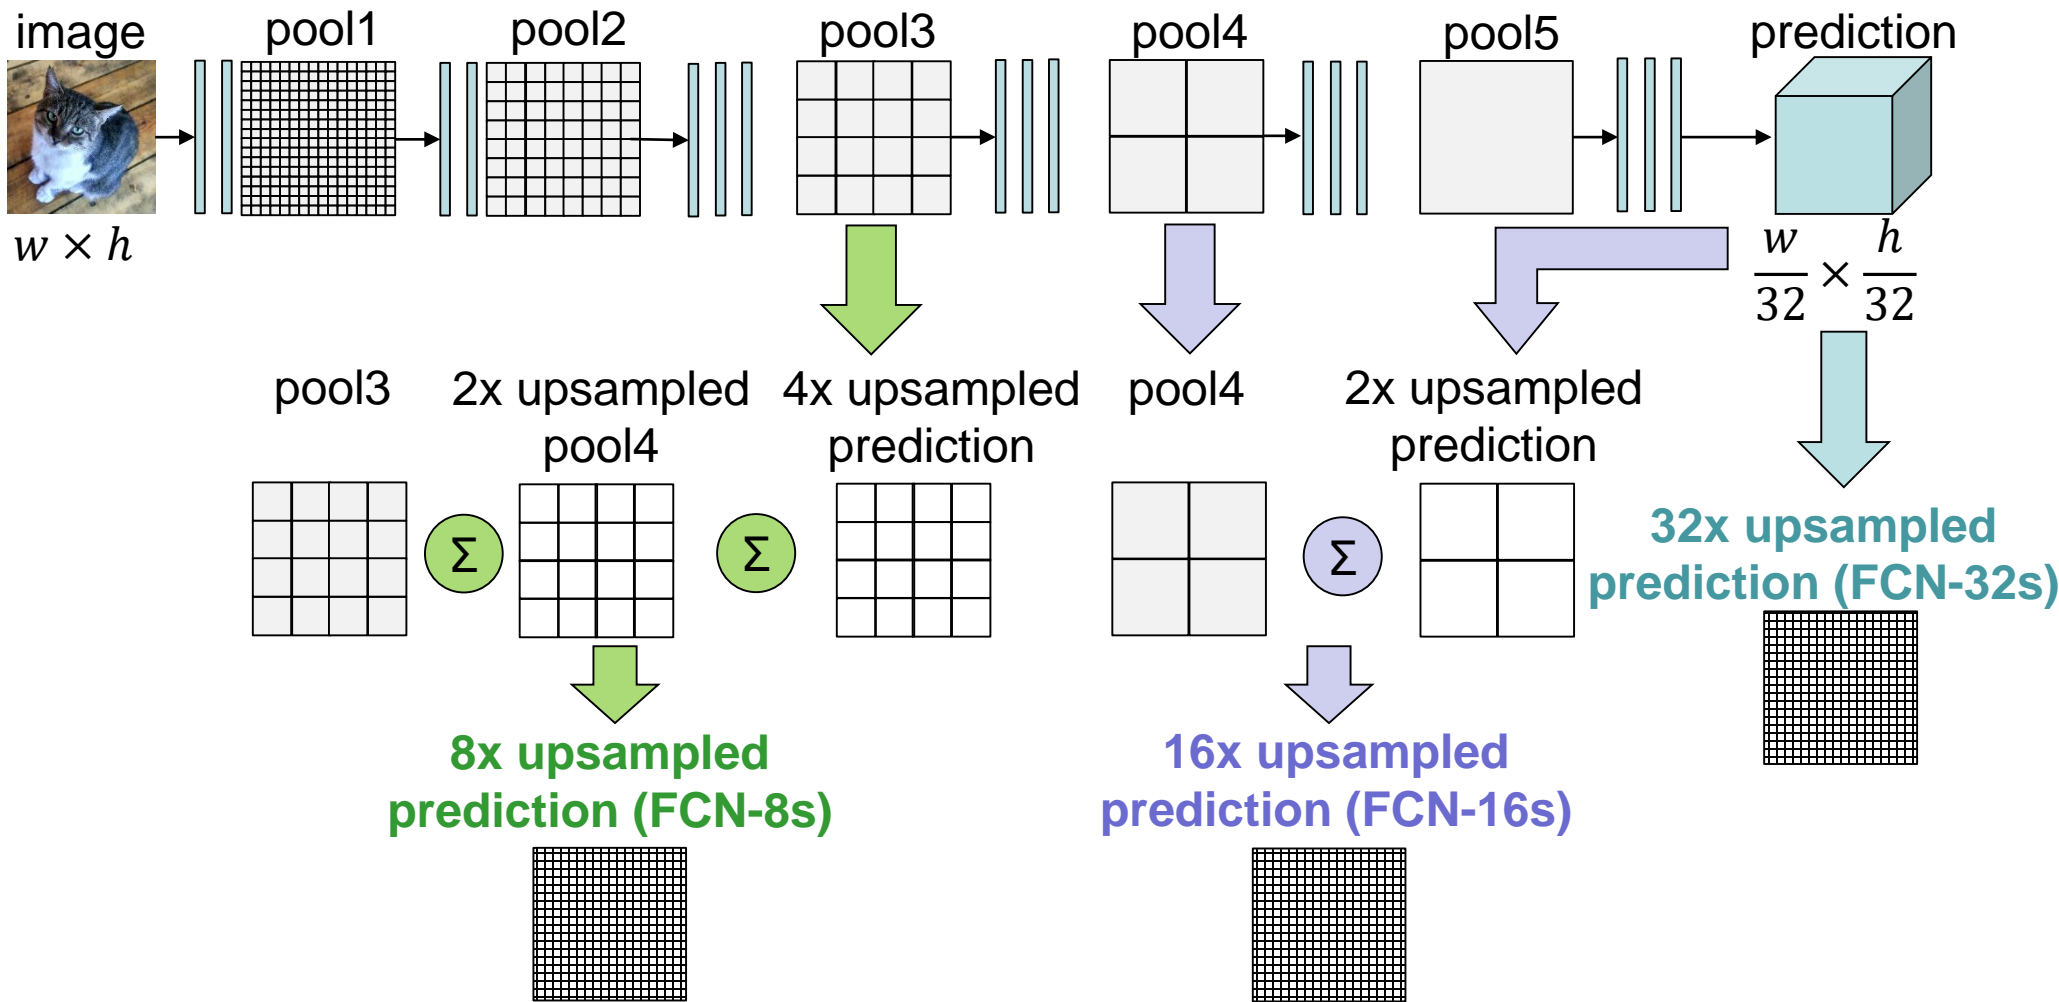 image
pool1
pool2
pool3
pool4
pool5
prediction
w × h
w/32 × h/32
pool3
2x upsampled
pool4
4x upsampled
prediction
pool4
2x upsampled
prediction
Σ
Σ
Σ
32x upsampled
prediction (FCN-32s)
8x upsampled
prediction (FCN-8s)
16x upsampled
prediction (FCN-16s)